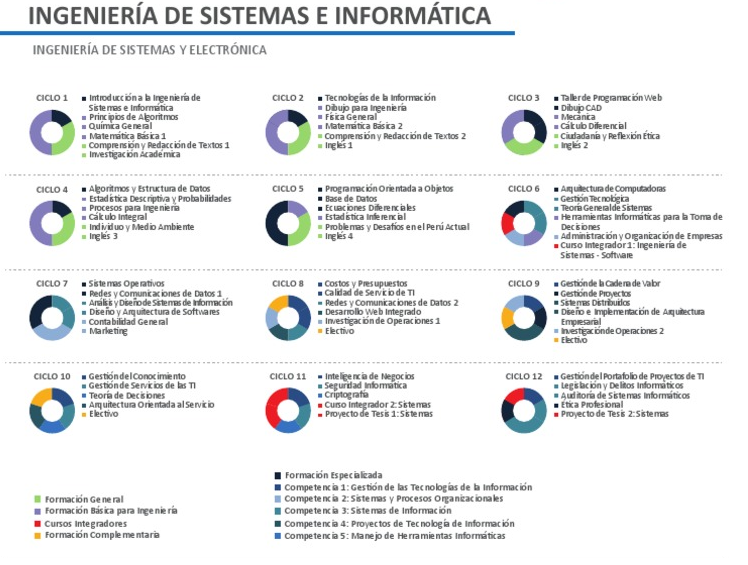 INGENIERÍA DE SISTEMAS E INFORMÁTICA
INGENIERÍA DE SISTEMAS Y ELECTRÓNICA
CICLO 1
Introducción a la Ingeniería de
Sistemas e Informática
Principios de Algoritmos
Química General
Matemática Básica 1
Comprensión y Redacción de Textos 1
Investigación Académica
CICLO 2
Tecnologías de la Información
Dibujo para Ingeniería
Física General
Matemática Básica 2
Comprensión y Redacción de Textos 2
Inglés 1
CICLO 3
Taller de Programación Web
Dibujo CAD
Mecánica
Cálculo Diferencial
Ciudadanía y Reflexión Ética
Inglés 2
CICLO 4
Algoritmos y Estructura de Datos
Estadística Descriptiva y Probabilidades
Procesos para Ingeniería
Cálculo Integral
Individuo y Medio Ambiente
Inglés 3
CICLO 5
Programación Orientada a Objetos
Base de Datos
Ecuaciones Diferenciales
Estadística Inferencial
Problemas y Desafíos en el Perú Actual
Inglés 4
CICLO 6
Arquitectura de Computadoras
Gestión Tecnológica
Teoría General de Sistemas
Herramientas Informáticas para la Toma de
Decisiones
Administración y Organización de Empresas
Curso Integrador 1: Ingeniería de
Sistemas - Software
CICLO 7
Sistemas Operativos
Redes y Comunicaciones de Datos 1
Análisis y Diseño de Sistemas de Información
Diseño y Arquitectura de Softwares
Contabilidad General
Marketing
CICLO 8
Costos y Presupuestos
Calidad de Servicio de TI
Redes y Comunicaciones de Datos 2
Desarrollo Web Integrado
Investigación de Operaciones 1
Electivo
CICLO 9
Gestión de la Cadena de Valor
Gestión de Proyectos
Sistemas Distribuidos
Diseño e Implementación de Arquitectura
Empresarial
Investigación de Operaciones 2
Electivo
CICLO 10
Gestión del Conocimiento
Gestión de Servicios de las TI
Teoría de Decisiones
Arquitectura Orientada al Servicio
Electivo
CICLO 11
Inteligencia de Negocios
Seguridad Informática
Criptografía
Curso Integrador 2: Sistemas
Proyecto de Tesis 1: Sistemas
CICLO 12
Gestión del Portafolio de Proyectos de TI
Legislación y Delitos Informáticos
Auditoría de Sistemas Informáticos
Ética Profesional
Proyecto de Tesis 2: Sistemas
Formación General
Formación Básica para Ingeniería
Cursos Integradores
Formación Complementaria
Formación Especializada
Competencia 1: Gestión de las Tecnologías de la Información
Competencia 2: Sistemas y Procesos Organizacionales
Competencia 3: Sistemas de Información
Competencia 4: Proyectos de Tecnología de Información
Competencia 5: Manejo de Herramientas Informáticas